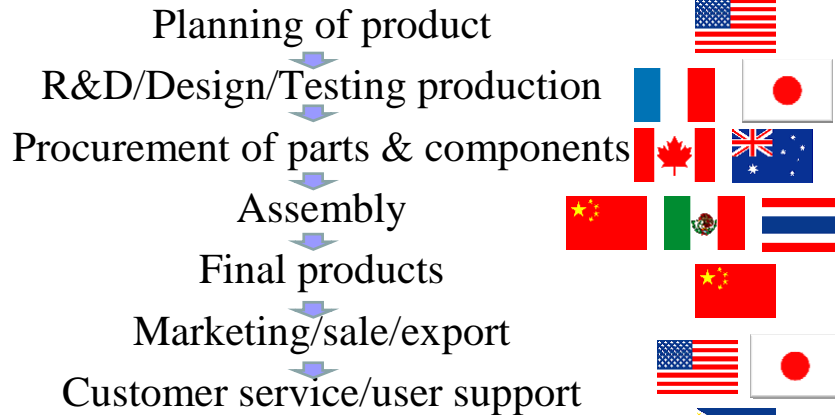 Planning of product
R&D/Design/Testing production
Procurement of parts & components
Assembly
Final products
Marketing/sale/export
Customer service/user support